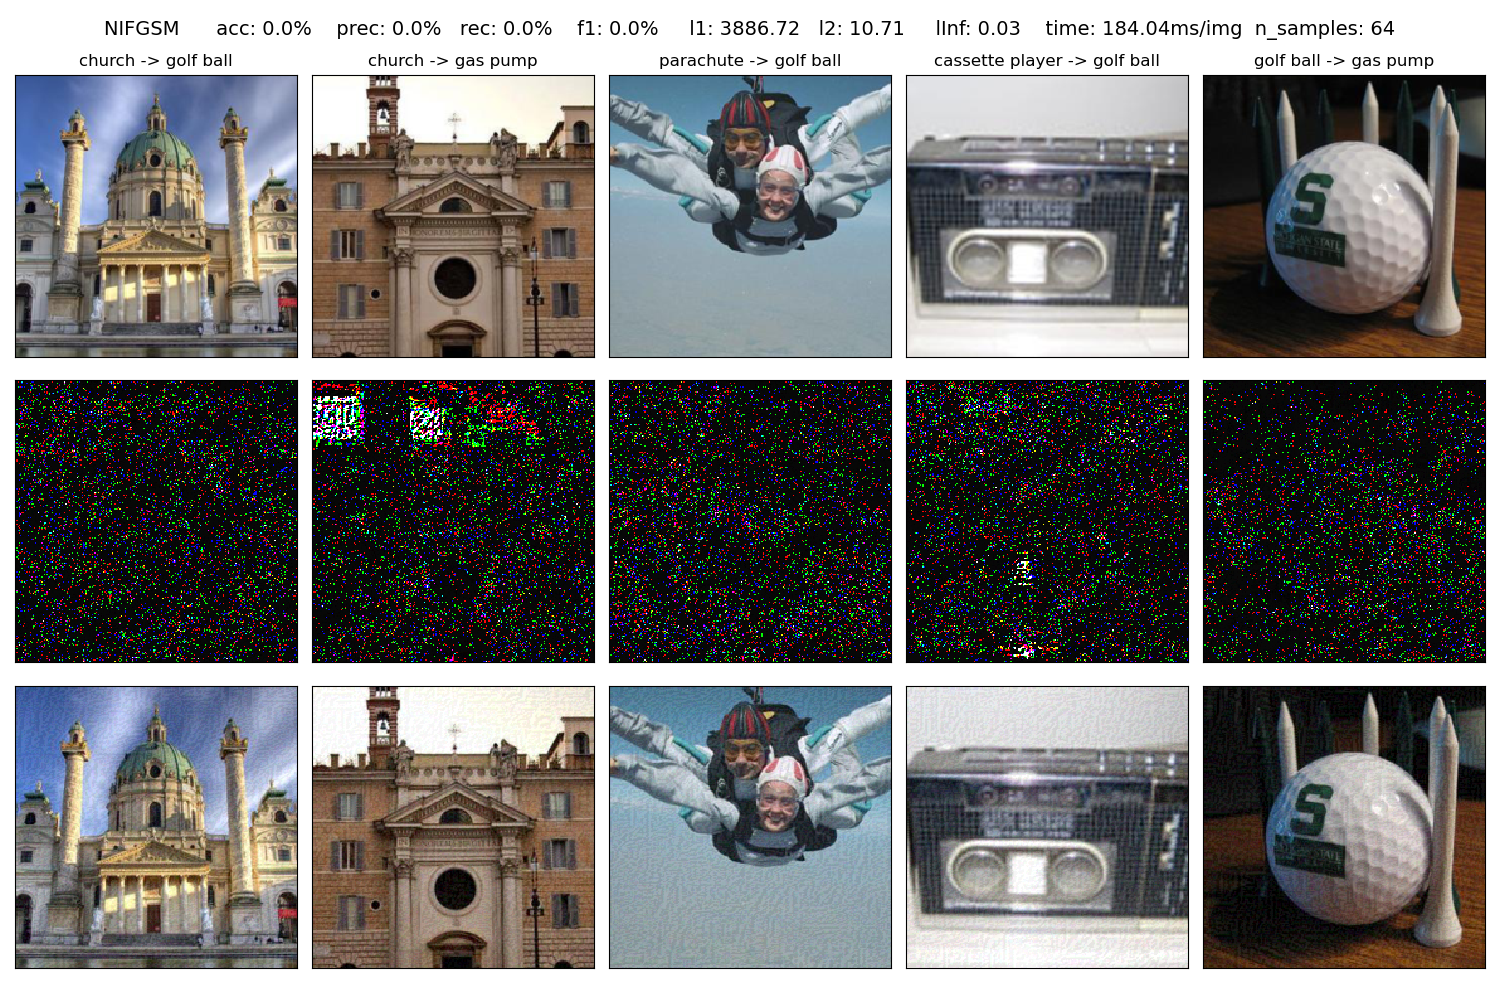 NIFGSM acc: 0.0% prec: 0.0% rec: 0.0% f1: 0.0% l1: 3886.72 l2: 10.71 lInf: 0.03 time: 184.04ms/img n_samples: 64
church -> golf ball
church -> gas pump
parachute -> golf ball
cassette player -> golf ball
golf ball -> gas pump
S
S